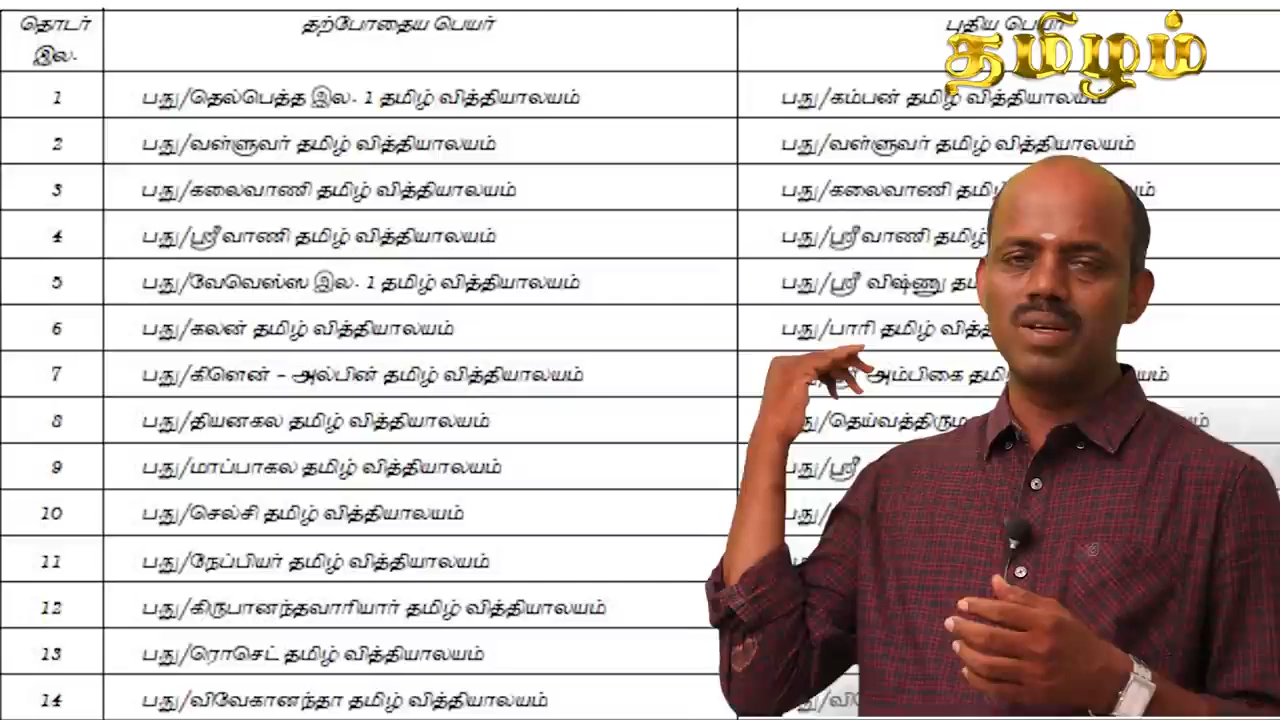 தொடர் இல. தற்போதைய பெயர் புதிய பெயர்
தமிழம்
1 பது/தெல்பெத்த இல. 1 தமிழ் வித்தியாலயம் பது/கம்பன் தமிழ் வித்தியாலயம்
2 பது/வள்ளுவர் தமிழ் வித்தியாலயம் பது/வள்ளுவர் தமிழ் வித்தியாலயம்
3 பது/கலைவாணி தமிழ் வித்தியாலயம் பது/கலைவாணி
4 பது/ஸ்ரீவாணி தமிழ் வித்தியாலயம் பது/ஸ்ரீவாணி தமிழ்
5 பது/வேவெஸ்ஸ இல. 1 தமிழ் வித்தியாலயம் பது/ஸ்ரீ விஷ்ணு
6 பது/கலன் தமிழ் வித்தியாலயம் பது/பாரி தமிழ்
7 பது/கிளென் – அல்பின் தமிழ் வித்தியாலயம் அம்பிகை
8 பது/தியனகல தமிழ் வித்தியாலயம்
9 பது/மாப்பாகல தமிழ் வித்தியாலயம் பது/ஸ்ரீ
10 பது/செல்சி தமிழ் வித்தியாலயம் பது/
11 பது/நேப்பியர் தமிழ் வித்தியாலயம்
12 பது/கிருபானந்தவாரியார் தமிழ் வித்தியாலயம்
13 பது/ரொசெட் தமிழ் வித்தியாலயம்
14 பது/விவேகானந்தா தமிழ் வித்தியாலயம்